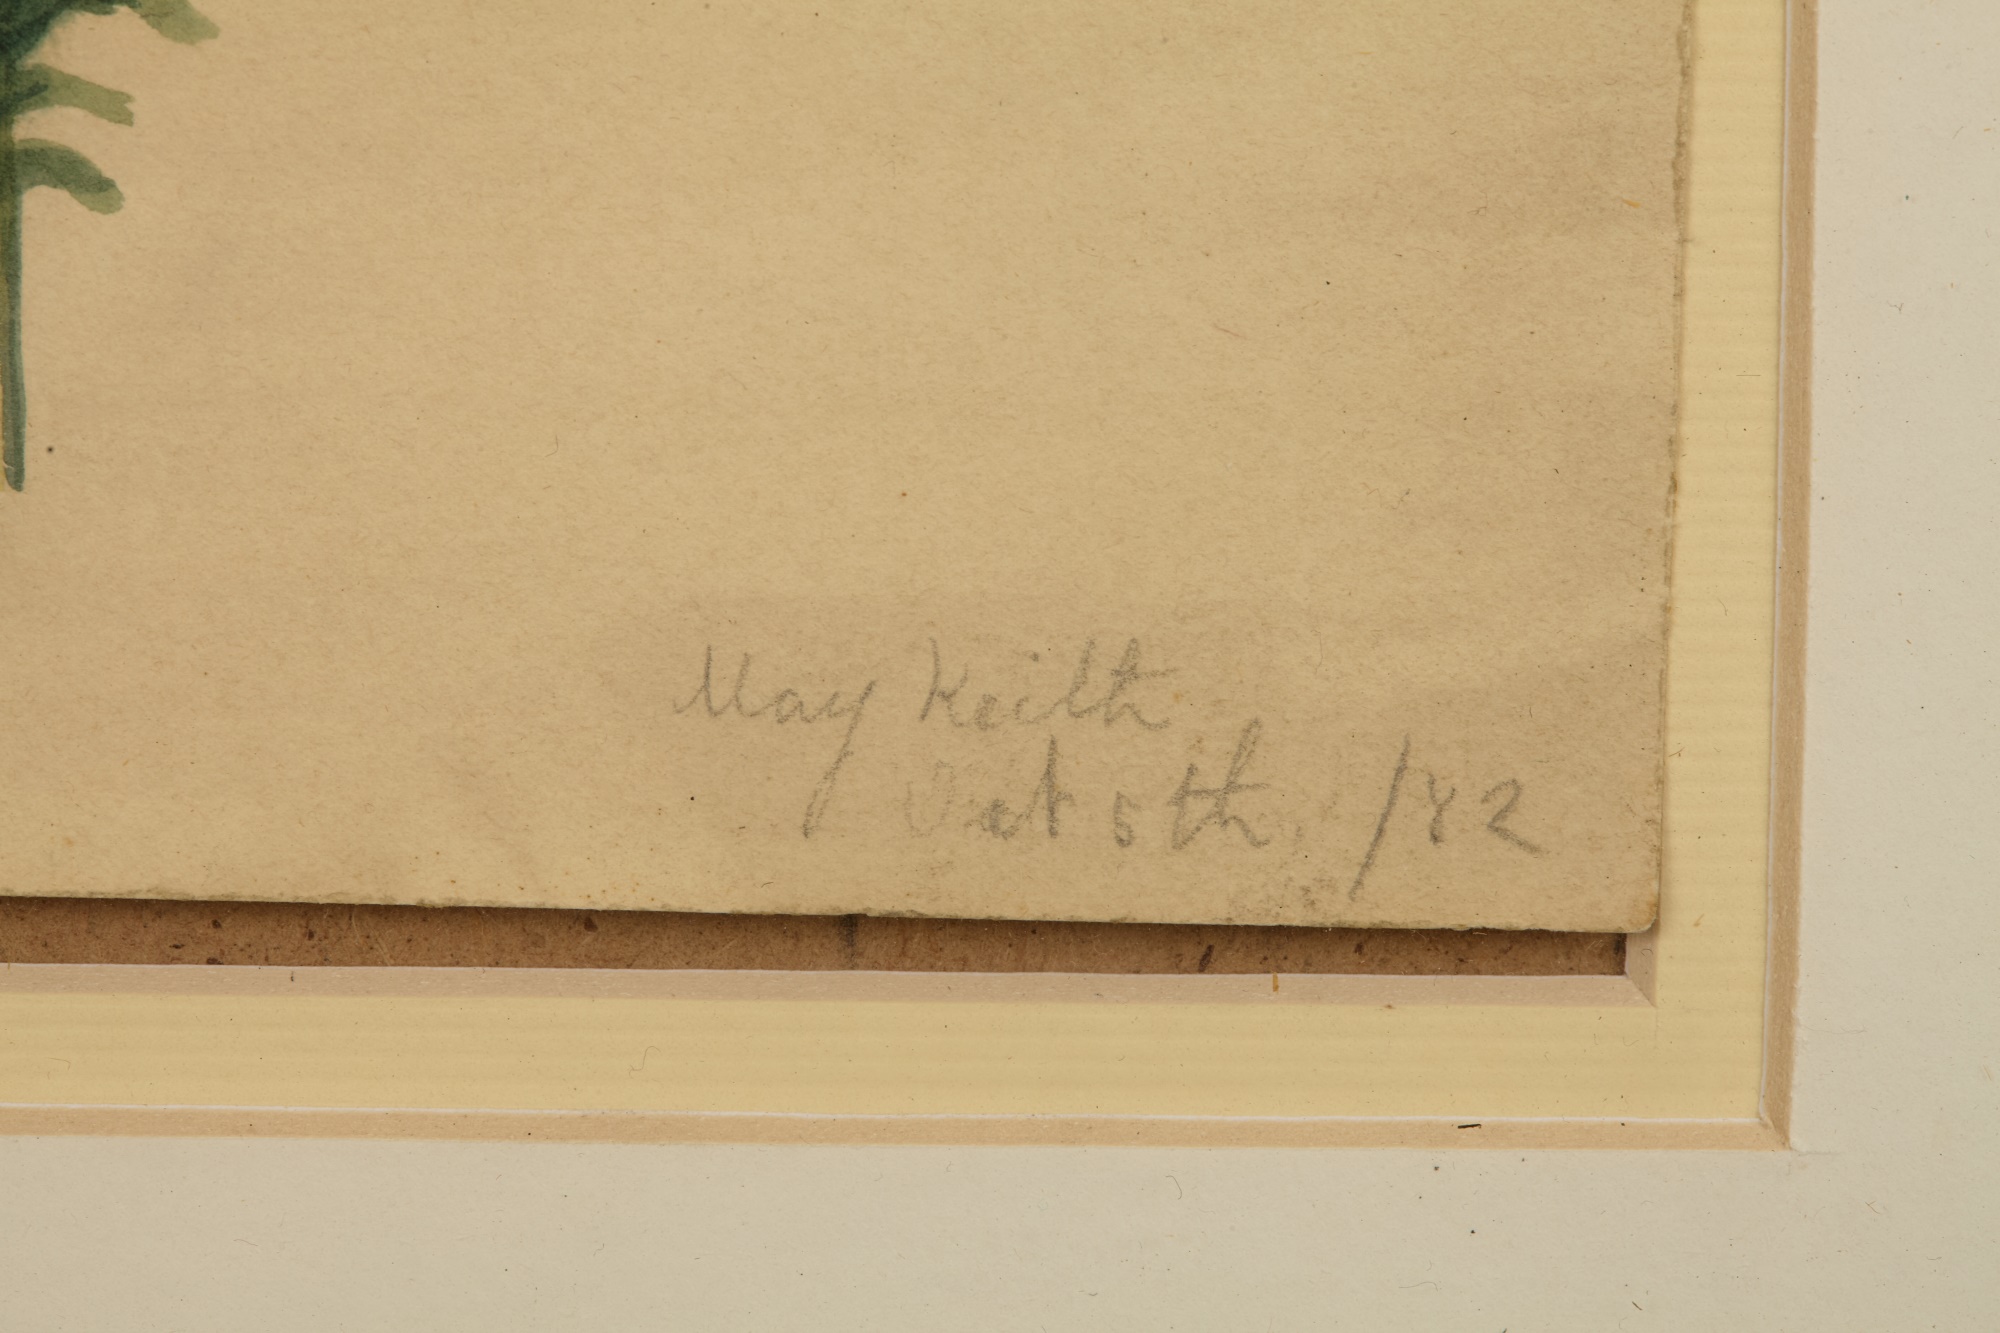 May Keith
Oct 5th, /82